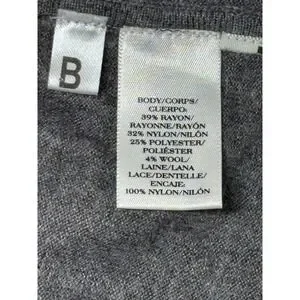 B
BODY/CORPS/
CUERPO:
39% RAYON/
RAYONNE/RAYÓN
32% NYLON/NILÓN
25% POLYESTER/
POLIÉSTER
4% WOOL/
LAINE/LANA
LACE/DENTELLE/
ENCAJE:
100% NYLON/NILÓN